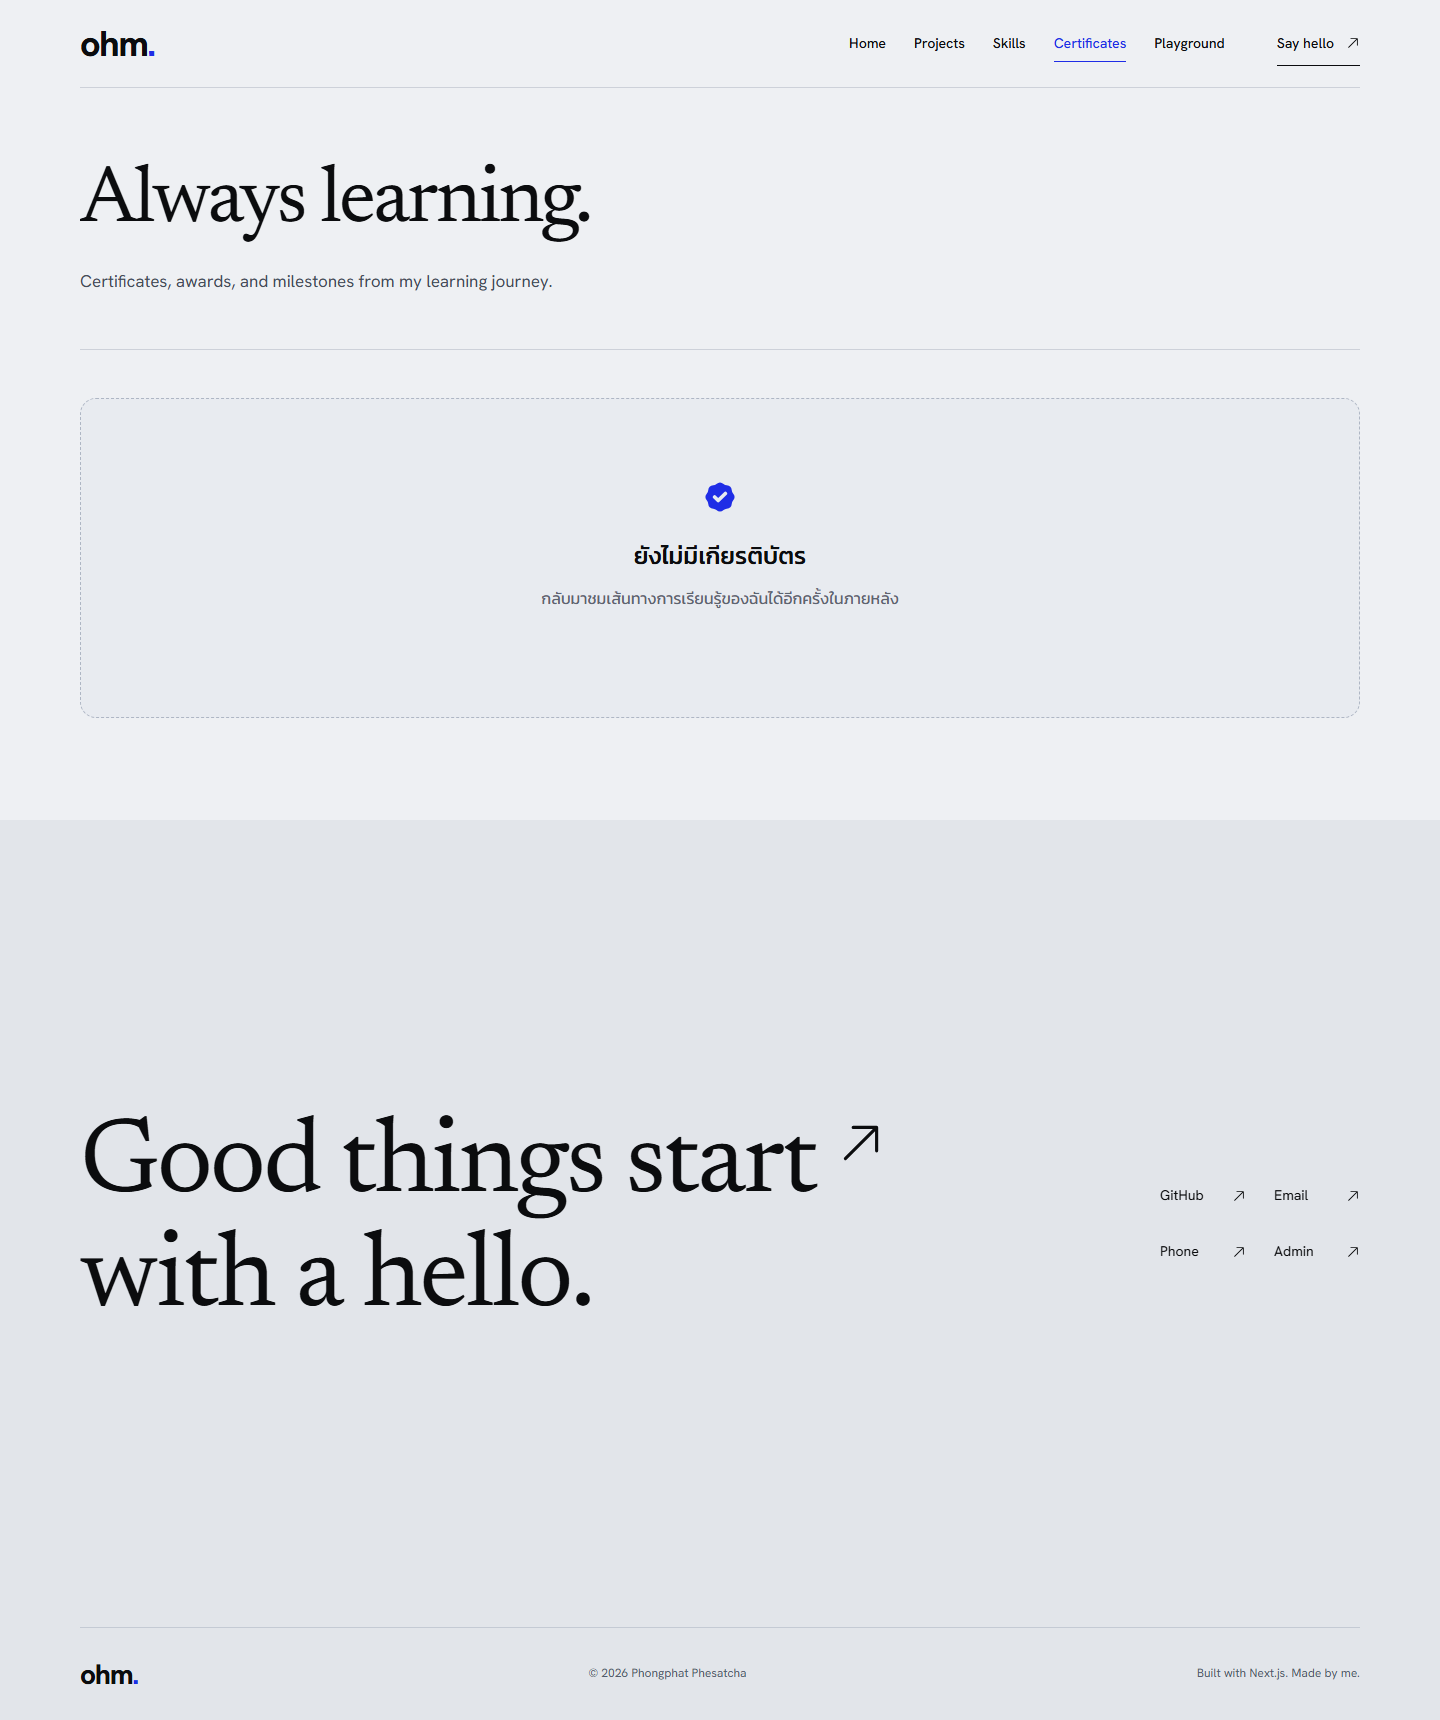 ohm.
Home Projects Skills Certificates Playground Say hello
Always learning.
Certificates, awards, and milestones from my learning journey.
ยังไม่มีเกียรติบัตร
กลับมาชมเส้นทางการเรียนรู้ของฉันได้อีกครั้งในภายหลัง
Good things start
with a hello.
GitHub Email
Phone Admin
ohm. © 2026 Phongphat Phesatcha Built with Next.js. Made by me.